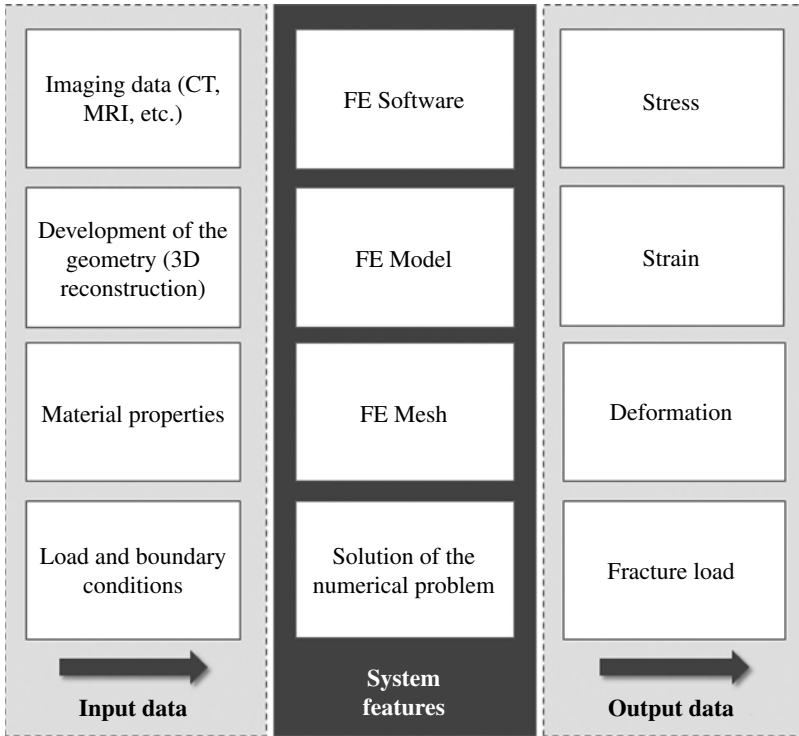 Imaging data (CT,
MRI, etc.)
Development of the
geometry (3D
reconstruction)
Material properties
Load and boundary
conditions
Input data
FE Software
FE Model
FE Mesh
Solution of the
numerical problem
System
features
Stress
Strain
Deformation
Fracture load
Output data